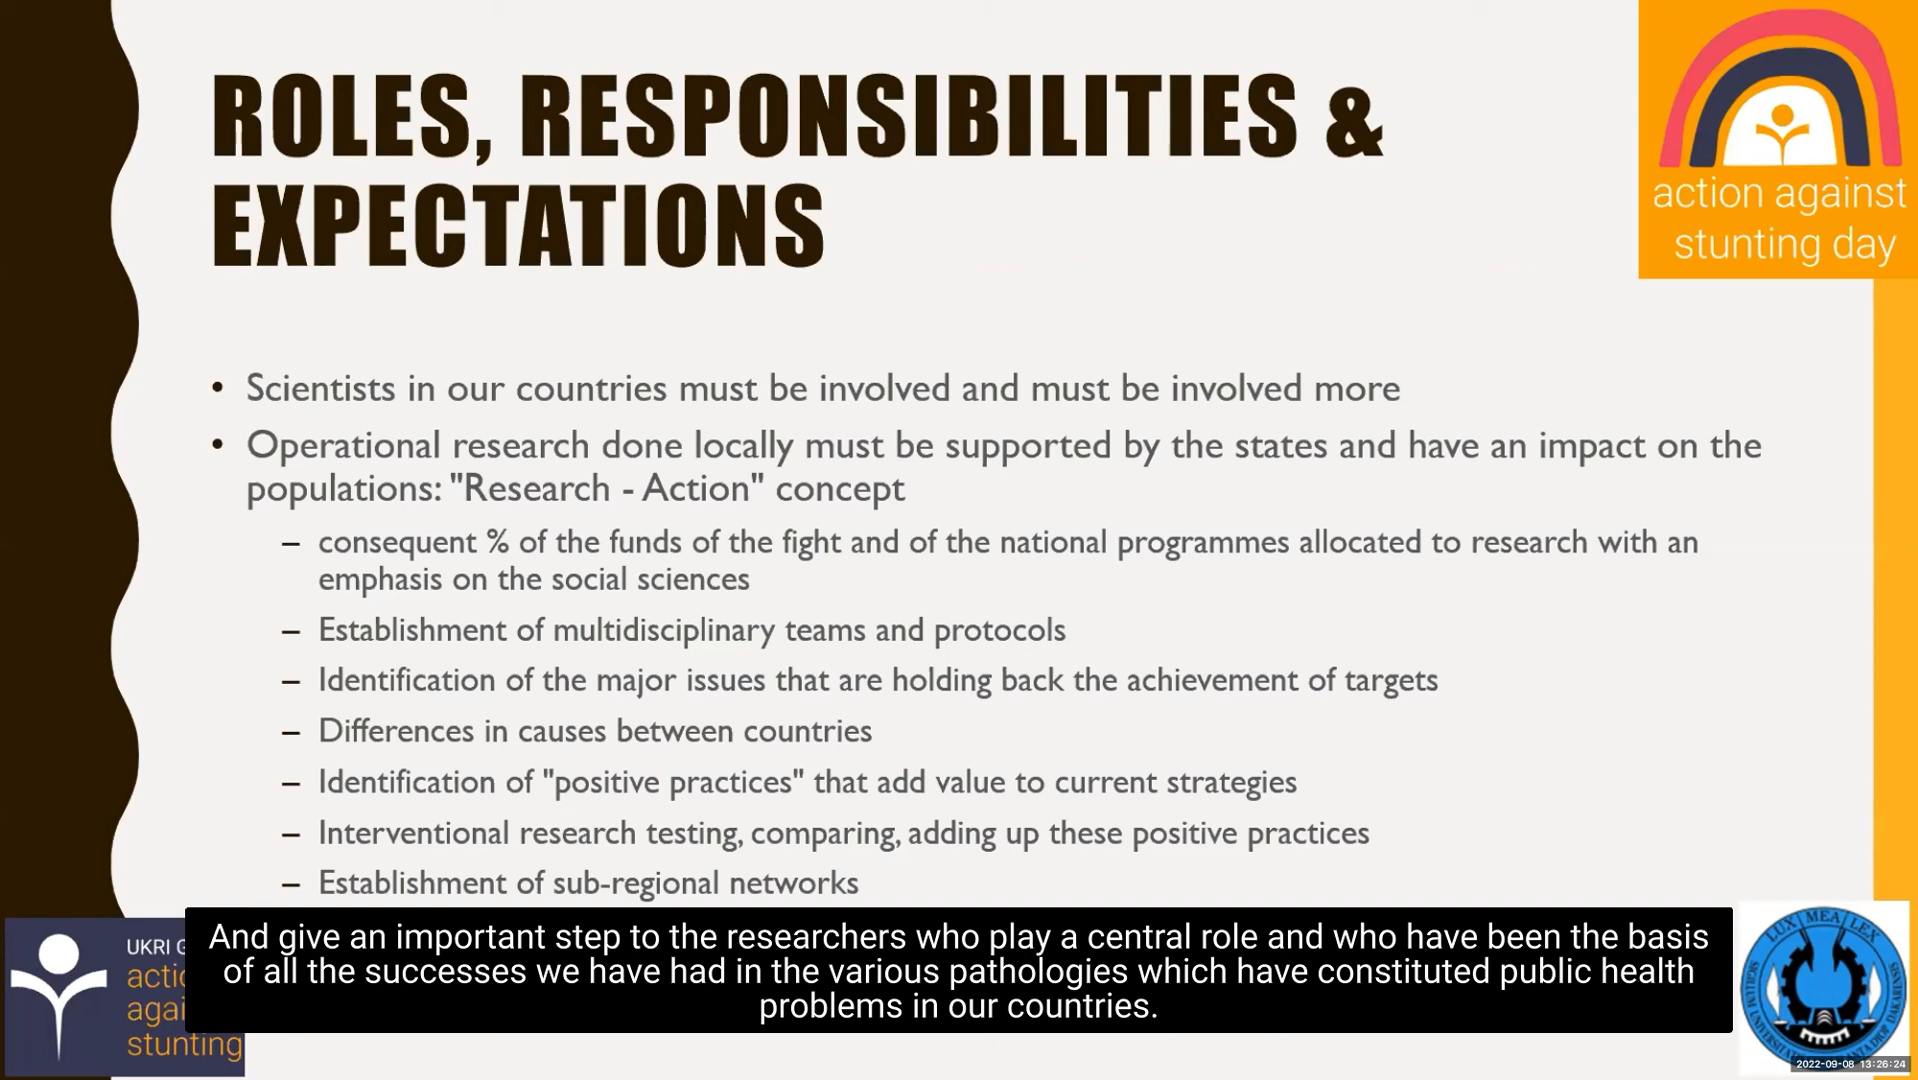 ROLES, RESPONSIBILITIES &
EXPECTATIONS
action against
stunting day
• Scientists in our countries must be involved and must be involved more
• Operational research done locally must be supported by the states and have an impact on the
populations: "Research - Action" concept
– consequent % of the funds of the fight and of the national programmes allocated to research with an
emphasis on the social sciences
– Establishment of multidisciplinary teams and protocols
– Identification of the major issues that are holding back the achievement of targets
– Differences in causes between countries
– Identification of "positive practices" that add value to current strategies
– Interventional research testing, comparing, adding up these positive practices
– Establishment of sub-regional networks
And give an important step to the researchers who play a central role and who have been the basis
of all the successes we have had in the various pathologies which have constituted public health
problems in our countries.
UKRI
stunting
LUX MEA LEX
2022-09-08 13:26:24